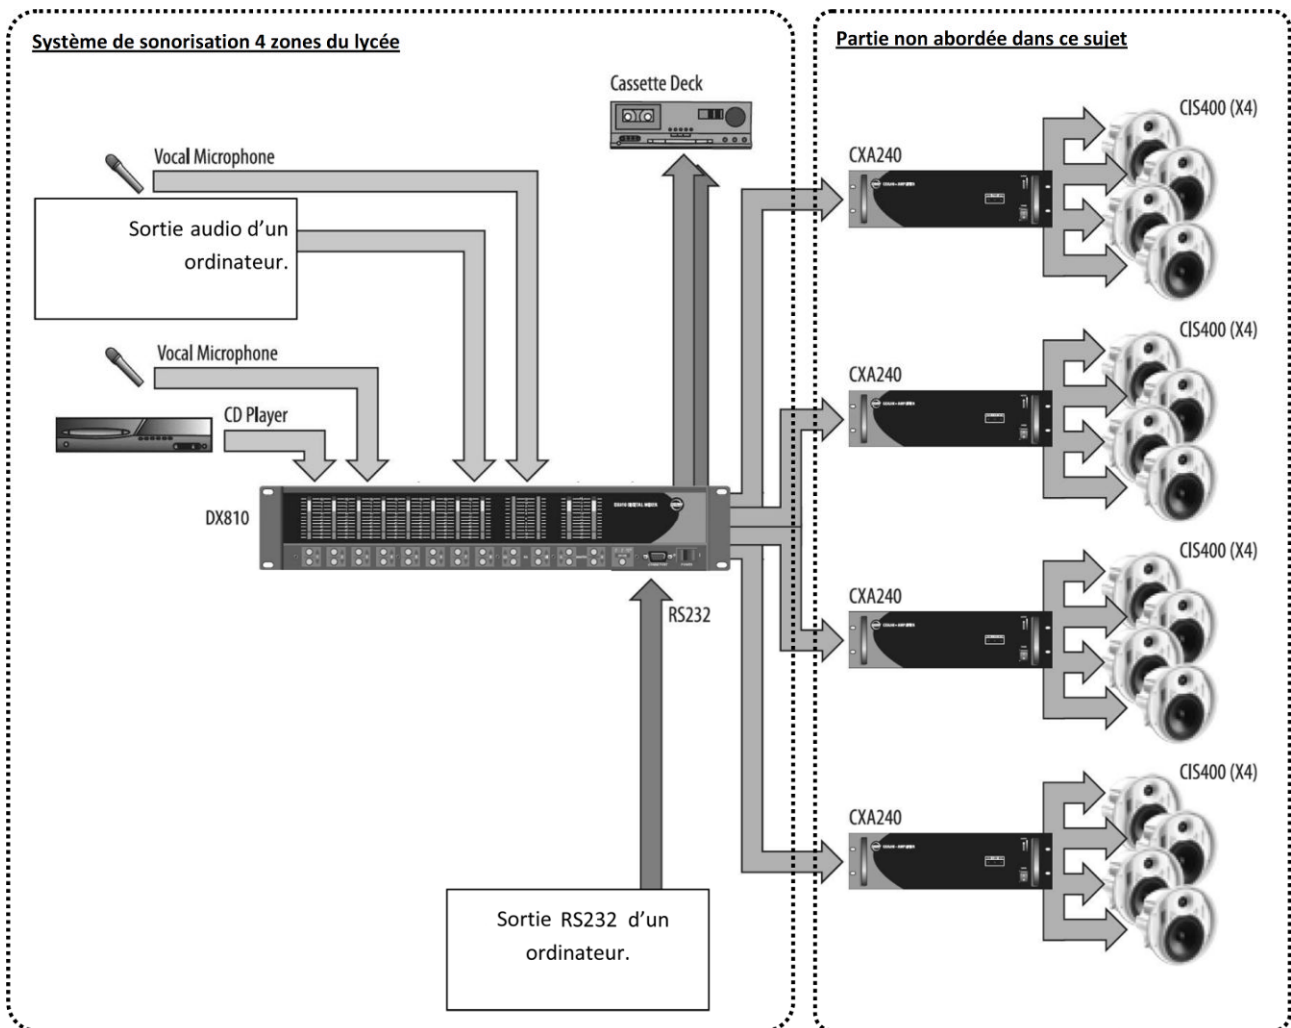 Système de sonorisation 4 zones du lycée
Partie non abordée dans ce sujet
Cassette Deck
Vocal Microphone
Sortie audio d’un
ordinateur.
Vocal Microphone
CD Player
DX810
RS232
Sortie RS232 d’un
ordinateur.
CXA240
CIS400 (X4)
CXA240
CIS400 (X4)
CXA240
CIS400 (X4)
CXA240
CIS400 (X4)